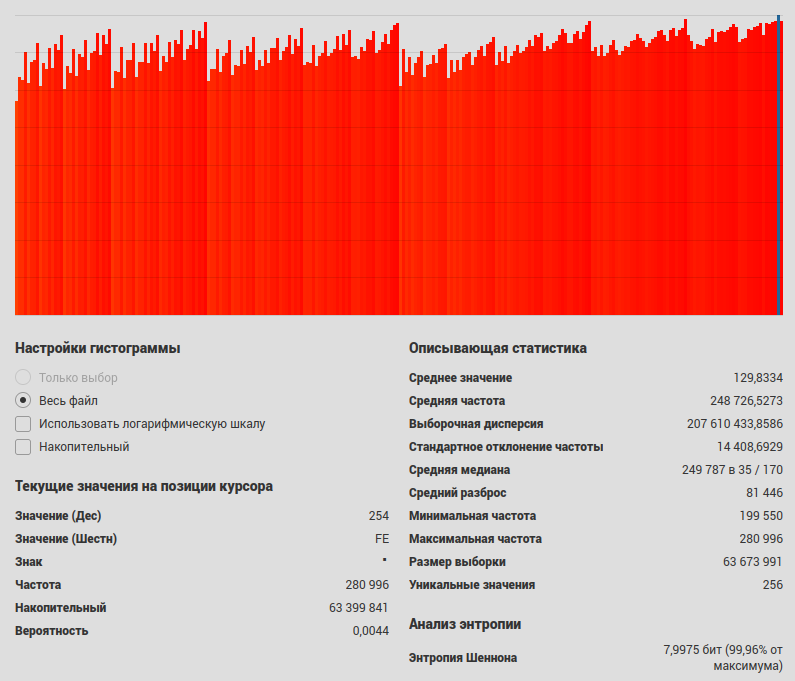 Настройки гистограммы
Только выбор
Весь файл
Использовать логарифмическую шкалу
Накопительный
Текущие значения на позиции курсора
Значение (Дес) 254
Значение (Шестн) FE
Знак ▪
Частота 280 996
Накопительный 63 399 841
Вероятность 0,0044
Описывающая статистика
Среднее значение 129,8334
Средняя частота 248 726,5273
Выборочная дисперсия 207 610 433,8586
Стандартное отклонение частоты 14 408,6929
Средняя медиана 249 787 в 35 / 170
Средний разброс 81 446
Минимальная частота 199 550
Максимальная частота 280 996
Размер выборки 63 673 991
Уникальные значения 256
Анализ энтропии
Энтропия Шеннона 7,9975 бит (99,96% от
максимума)